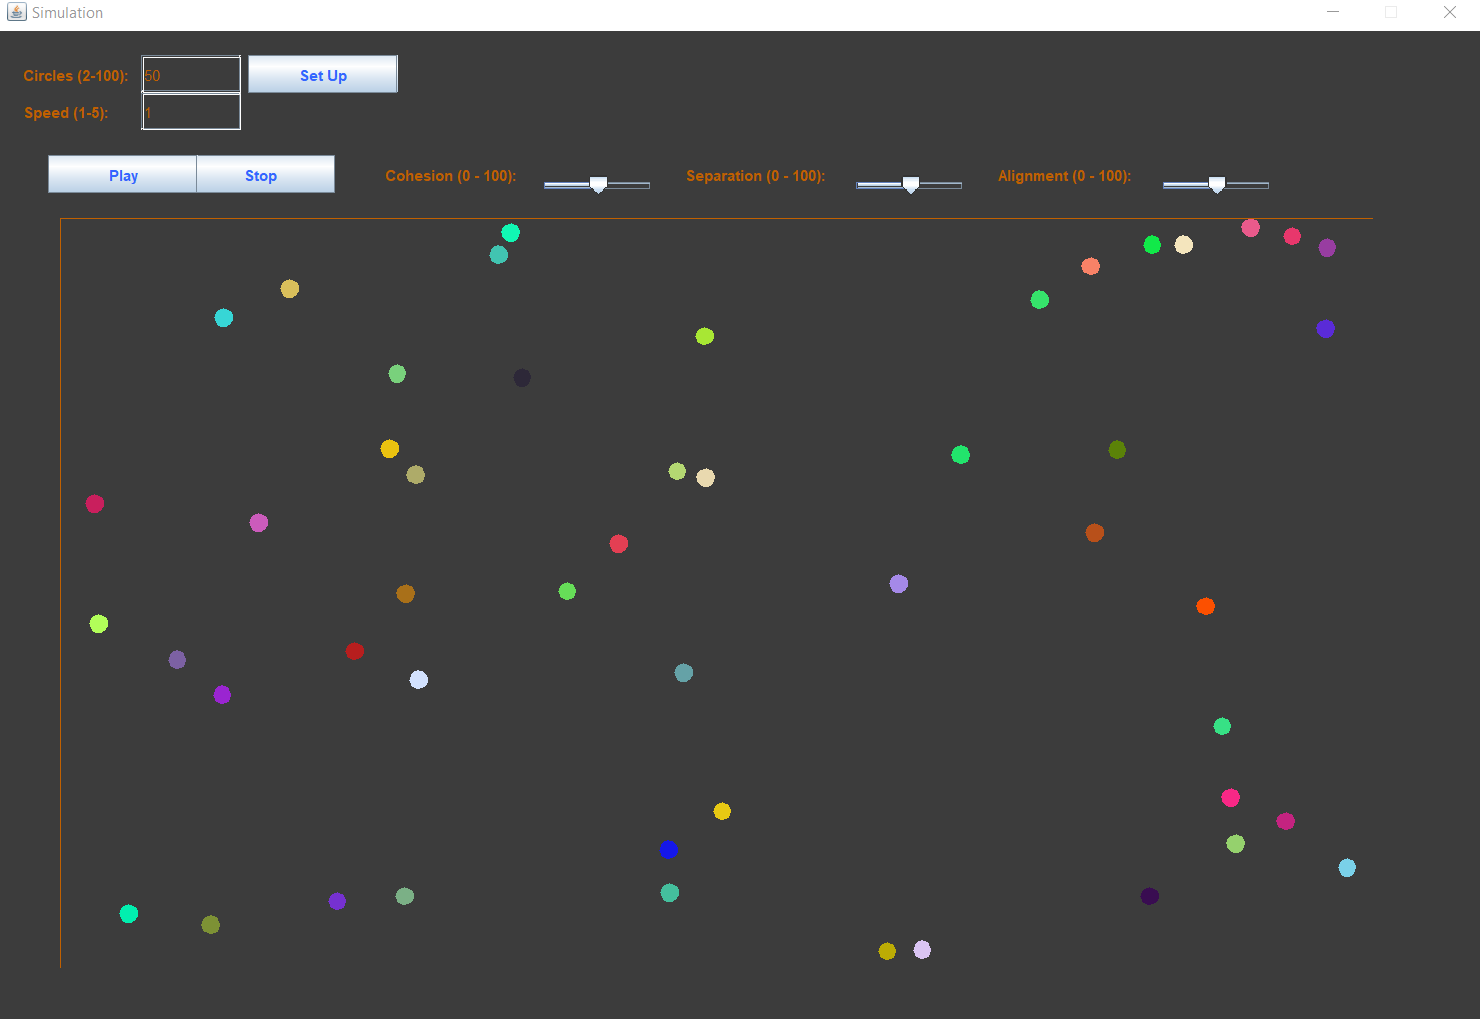 Simulation
Circles (2-100): 50 Set Up
Speed (1-5): 1
Play Stop Cohesion (0 - 100): Separation (0 - 100): Alignment (0 - 100):